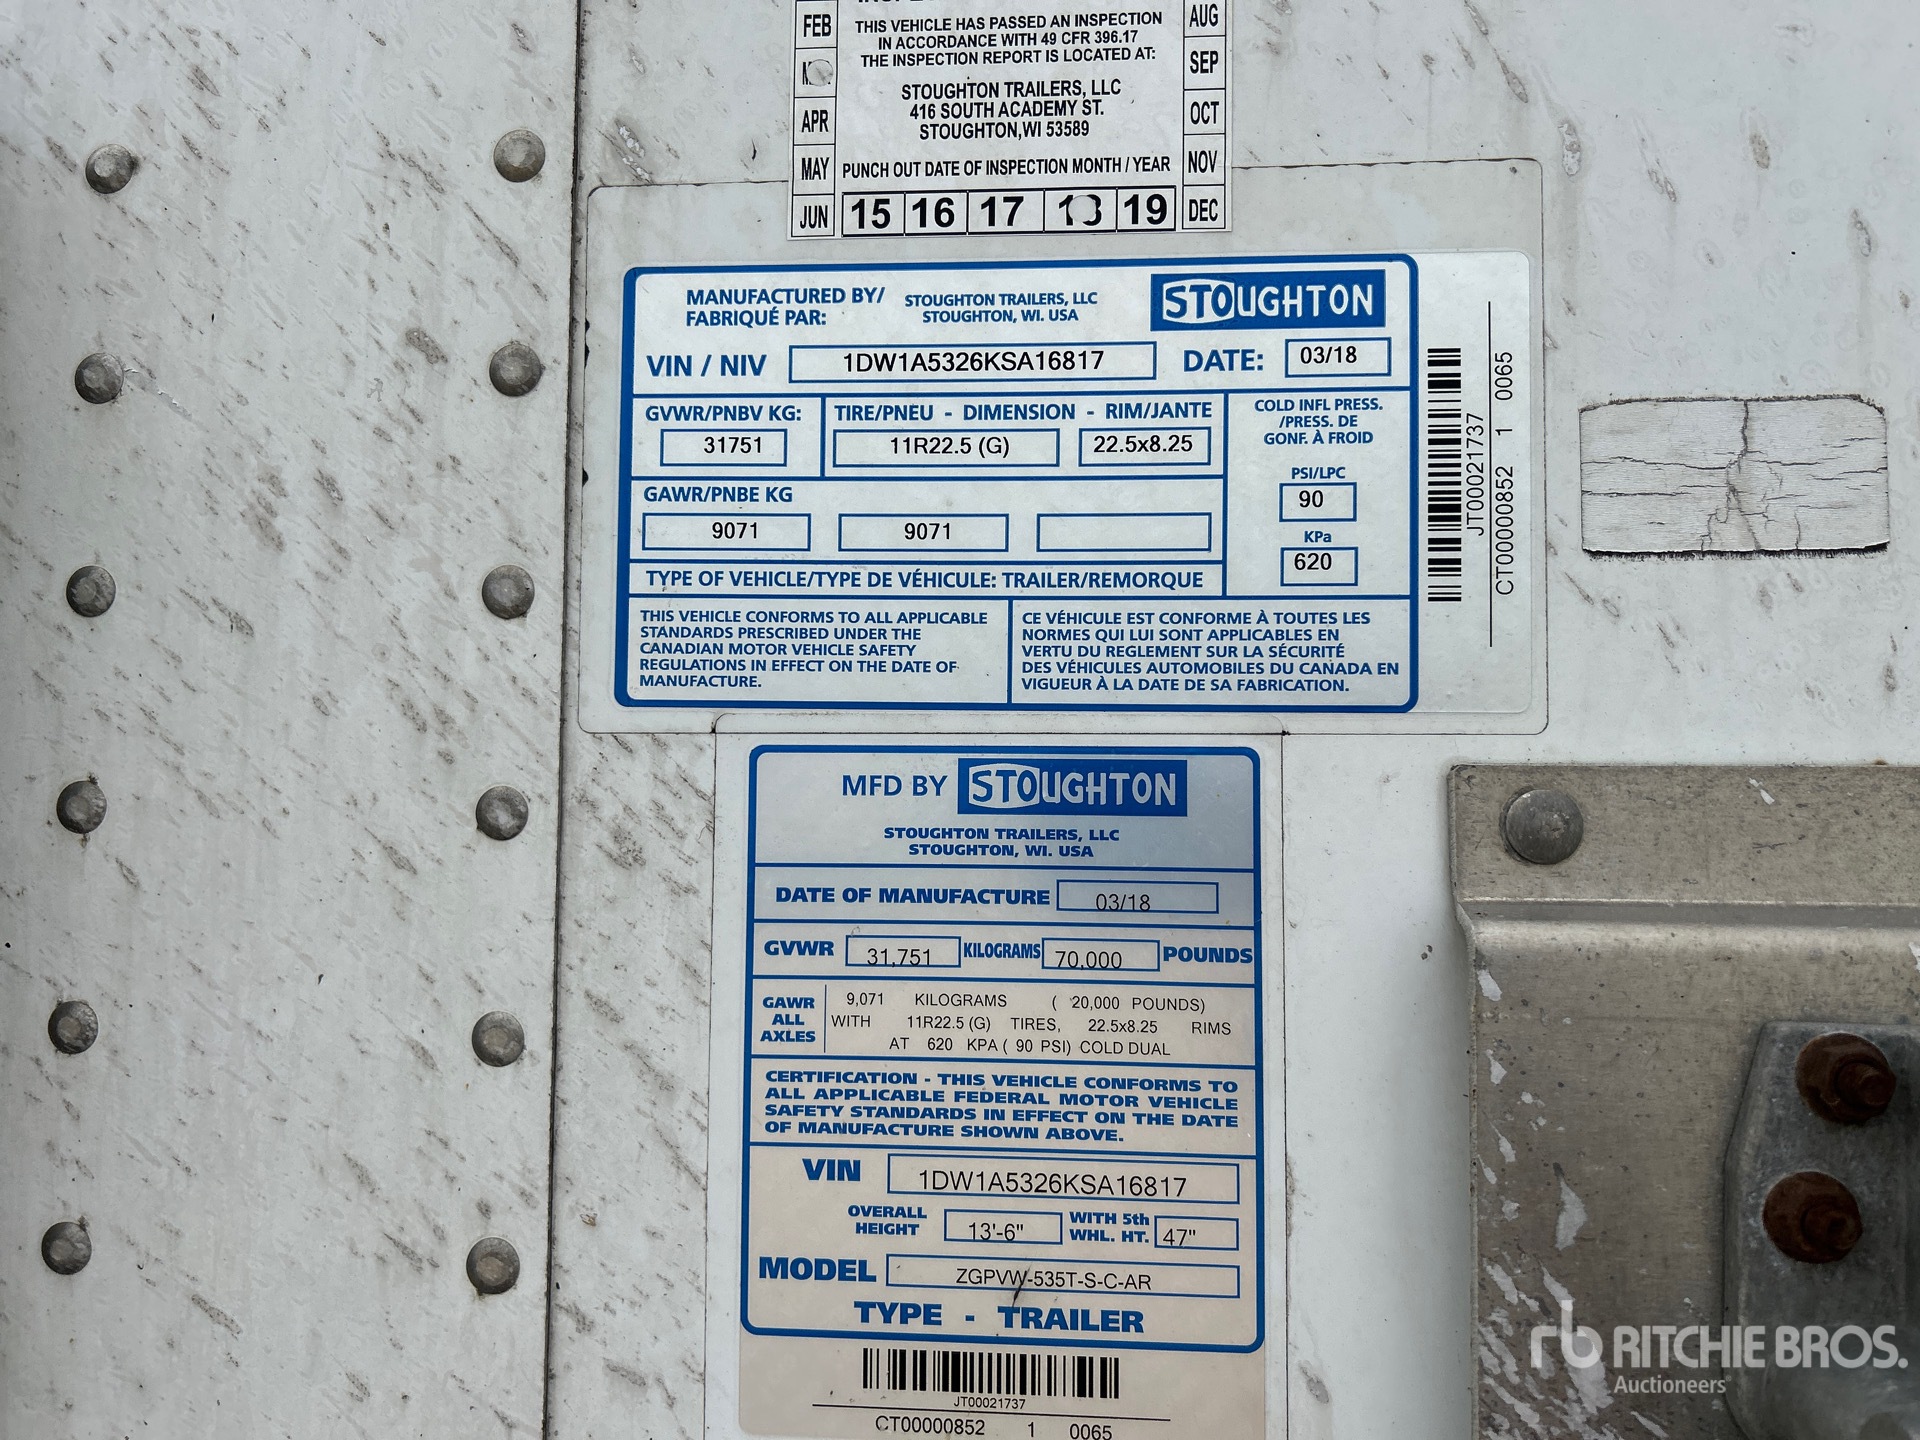 FEB
APR
MAY
JUN
THIS VEHICLE HAS PASSED AN INSPECTION
IN ACCORDANCE WITH 49 CFR 396.17
THE INSPECTION REPORT IS LOCATED AT:
STOUGHTON TRAILERS, LLC
416 SOUTH ACADEMY ST.
STOUGHTON,WI 53589
PUNCH OUT DATE OF INSPECTION MONTH / YEAR
15 16 17 18 19
AUG
SEP
OCT
NOV
DEC
MANUFACTURED BY/
FABRIQUÉ PAR:
STOUGHTON TRAILERS, LLC
STOUGHTON, WI. USA
STOUGHTON
VIN / NIV 1DW1A5326KSA16817 DATE: 03/18
GVWR/PNBV KG:
31751
TIRE/PNEU - DIMENSION - RIM/JANTE
11R22.5 (G) 22.5x8.25
COLD INFL PRESS.
/PRESS. DE
GONF. À FROID
PSI/LPC
90
KPa
620
GAWR/PNBE KG
9071 9071
TYPE OF VEHICLE/TYPE DE VÉHICULE: TRAILER/REMORQUE
THIS VEHICLE CONFORMS TO ALL APPLICABLE
STANDARDS PRESCRIBED UNDER THE
CANADIAN MOTOR VEHICLE SAFETY
REGULATIONS IN EFFECT ON THE DATE OF
MANUFACTURE.
CE VÉHICULE EST CONFORME À TOUTES LES
NORMES QUI LUI SONT APPLICABLES EN
VERTU DU REGLEMENT SUR LA SÉCURITÉ
DES VÉHICULES AUTOMOBILES DU CANADA EN
VIGUEUR À LA DATE DE SA FABRICATION.
JT00021737
CT00000852 1 0065
MFD BY STOUGHTON
STOUGHTON TRAILERS, LLC
STOUGHTON, WI. USA
DATE OF MANUFACTURE 03/18
GVWR 31,751 KILOGRAMS 70,000 POUNDS
GAWR
ALL
AXLES
9,071 KILOGRAMS ( 20,000 POUNDS)
WITH 11R22.5 (G) TIRES, 22.5x8.25 RIMS
AT 620 KPA ( 90 PSI) COLD DUAL
CERTIFICATION - THIS VEHICLE CONFORMS TO
ALL APPLICABLE FEDERAL MOTOR VEHICLE
SAFETY STANDARDS IN EFFECT ON THE DATE
OF MANUFACTURE SHOWN ABOVE.
VIN 1DW1A5326KSA16817
OVERALL
HEIGHT 13'-6"
WITH 5th
WHL. HT. 47"
MODEL ZGPVW-535T-S-C-AR
TYPE - TRAILER
JT00021737
CT00000852 1 0065
rb RITCHIE BROS.
Auctioneers